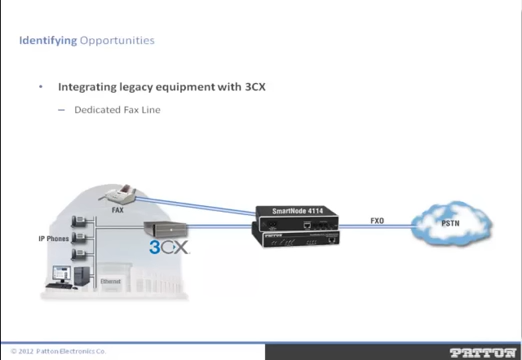 Identifying Opportunities
• Integrating legacy equipment with 3CX
– Dedicated Fax Line
FAX
SmartNode 4114
FXO
PSTN
IP Phones
3CX
PATTON
Ethernet
© 2012 Patton Electronics Co.
PATTON